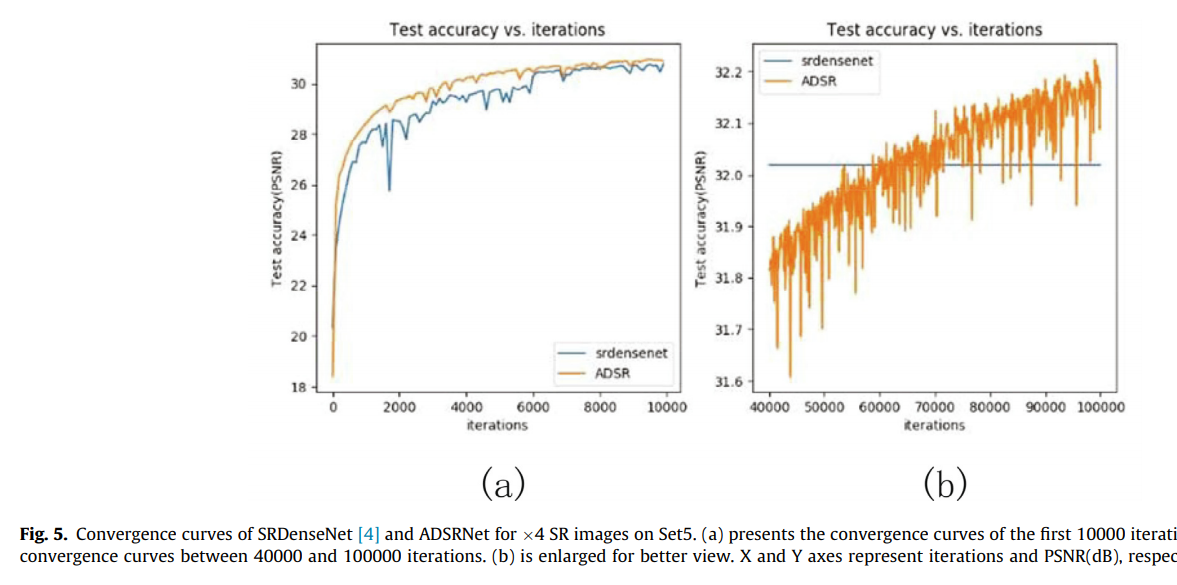 Test accuracy vs. iterations
Test accuracy(PSNR)
30
28
26
24
22
20
18
srdensenet
ADSR
0 2000 4000 6000 8000 10000
iterations
(a)
Test accuracy vs. iterations
Test accuracy(PSNR)
srdensenet
ADSR
32.2
32.1
32.0
31.9
31.8
31.7
31.6
40000 50000 60000 70000 80000 90000 100000
iterations
(b)
Fig. 5. Convergence curves of SRDenseNet [4] and ADSRNet for ×4 SR images on Set5. (a) presents the convergence curves of the first 10000 iterati
convergence curves between 40000 and 100000 iterations. (b) is enlarged for better view. X and Y axes represent iterations and PSNR(dB), respec